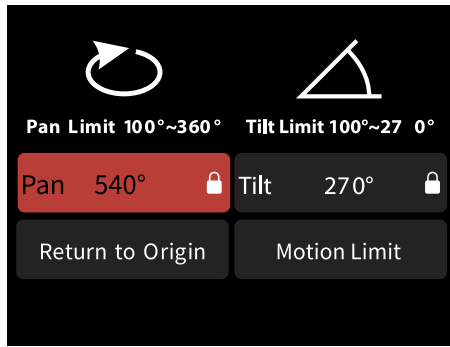 Pan Limit 100°~360° Tilt Limit 100°~27 0°
Pan 540° Tilt 270°
Return to Origin Motion Limit